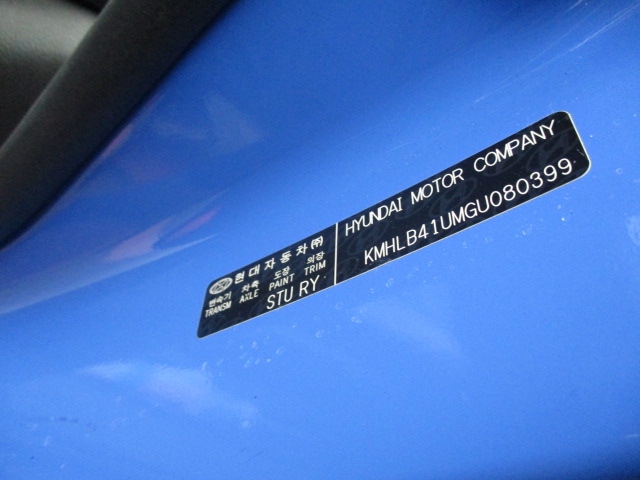 현대자동차㈜
변속기 차축 도장 의장
TRANSM AXLE PAINT TRIM
STU RY
HYUNDAI MOTOR COMPANY
KMHLB41UMGU080399